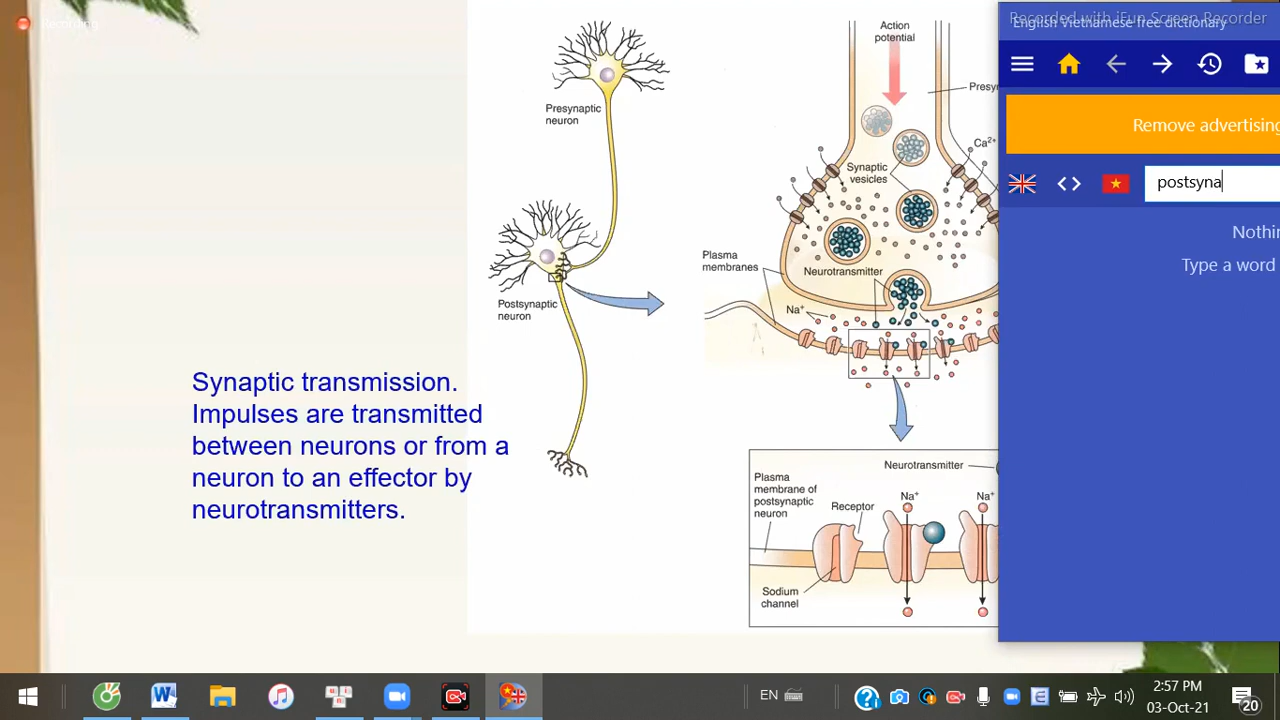 Recording
Recorded with iFun Screen Recorder
English Vietnamese free dictionary
Remove advertising
postsyna
Type a word
Presynaptic
neuron
Postsynaptic
neuron
Action
potential
Synaptic
vesicles
Ca²⁺
Plasma
membranes
Neurotransmitter
Na⁺
Synaptic transmission.
Impulses are transmitted
between neurons or from a
neuron to an effector by
neurotransmitters.
Neurotransmitter
Plasma
membrane of
postsynaptic
neuron
Receptor
Na⁺
Na⁺
Sodium
channel
EN
2:57 PM
03-Oct-21
20